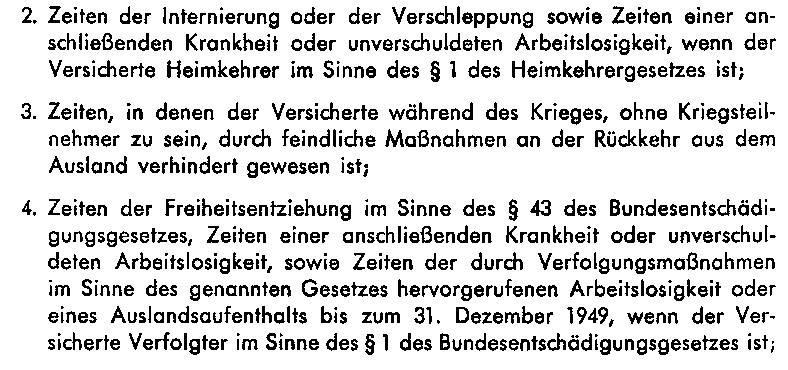 2. Zeiten der Internierung oder der Verschleppung sowie Zeiten einer an-
schließenden Krankheit oder unverschuldeten Arbeitslosigkeit, wenn der
Versicherte Heimkehrer im Sinne des § 1 des Heimkehrergesetzes ist;
3. Zeiten, in denen der Versicherte während des Krieges, ohne Kriegsteil-
nehmer zu sein, durch feindliche Maßnahmen an der Rückkehr aus dem
Ausland verhindert gewesen ist;
4. Zeiten der Freiheitsentziehung im Sinne des § 43 des Bundesentschädi-
gungsgesetzes, Zeiten einer anschließenden Krankheit oder unverschul-
deten Arbeitslosigkeit, sowie Zeiten der durch Verfolgungsmaßnahmen
im Sinne des genannten Gesetzes hervorgerufenen Arbeitslosigkeit oder
eines Auslandsaufenthalts bis zum 31. Dezember 1949, wenn der Ver-
sicherte Verfolgter im Sinne des § 1 des Bundesentschädigungsgesetzes ist;